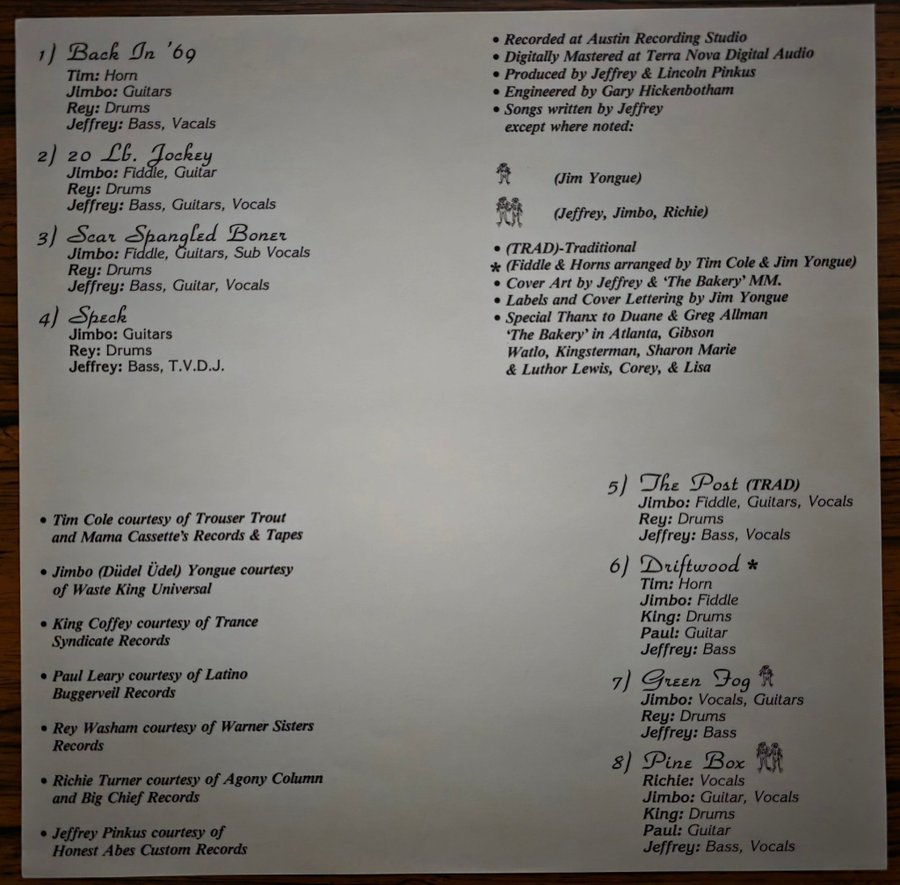 1) Back In '69
Tim: Horn
Jimbo: Guitars
Rey: Drums
Jeffrey: Bass, Vacals
2) 20 Lb. Jockey
Jimbo: Fiddle, Guitar
Rey: Drums
Jeffrey: Bass, Guitars, Vocals
3) Scar Spangled Boner
Jimbo: Fiddle, Guitars, Sub Vocals
Rey: Drums
Jeffrey: Bass, Guitar, Vocals
4) Speck
Jimbo: Guitars
Rey: Drums
Jeffrey: Bass, T.V.D.J.
• Recorded at Austin Recording Studio
• Digitally Mastered at Terra Nova Digital Audio
• Produced by Jeffrey & Lincoln Pinkus
• Engineered by Gary Hickenbotham
• Songs written by Jeffrey
except where noted:
(Jim Yongue)
(Jeffrey, Jimbo, Richie)
• (TRAD)-Traditional
* (Fiddle & Horns arranged by Tim Cole & Jim Yongue)
• Cover Art by Jeffrey & 'The Bakery' MM.
• Labels and Cover Lettering by Jim Yongue
• Special Thanx to Duane & Greg Allman
'The Bakery' in Atlanta, Gibson
Watlo, Kingsterman, Sharon Marie
& Luthor Lewis, Corey, & Lisa
• Tim Cole courtesy of Trouser Trout
and Mama Cassette's Records & Tapes
• Jimbo (Düdel Üdel) Yongue courtesy
of Waste King Universal
• King Coffey courtesy of Trance
Syndicate Records
• Paul Leary courtesy of Latino
Buggerveil Records
• Rey Washam courtesy of Warner Sisters
Records
• Richie Turner courtesy of Agony Column
and Big Chief Records
• Jeffrey Pinkus courtesy of
Honest Abes Custom Records
5) The Post (TRAD)
Jimbo: Fiddle, Guitars, Vocals
Rey: Drums
Jeffrey: Bass, Vocals
6) Driftwood *
Tim: Horn
Jimbo: Fiddle
King: Drums
Paul: Guitar
Jeffrey: Bass
7) Green Fog
Jimbo: Vocals, Guitars
Rey: Drums
Jeffrey: Bass
8) Pine Box
Richie: Vocals
Jimbo: Guitar, Vocals
King: Drums
Paul: Guitar
Jeffrey: Bass, Vocals